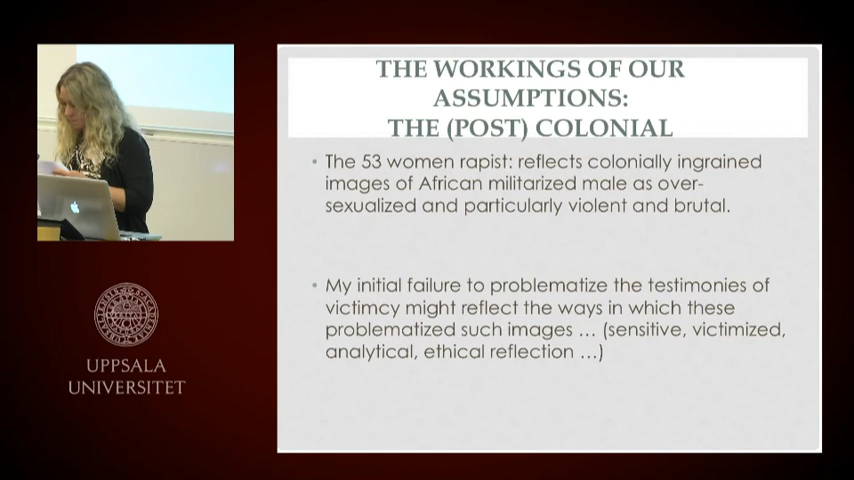 THE WORKINGS OF OUR
ASSUMPTIONS:
THE (POST) COLONIAL
• The 53 women rapist: reflects colonially ingrained
images of African militarized male as over-
sexualized and particularly violent and brutal.
• My initial failure to problematize the testimonies of
victimcy might reflect the ways in which these
problematized such images … (sensitive, victimized,
analytical, ethical reflection …)
UPPSALA
UNIVERSITET